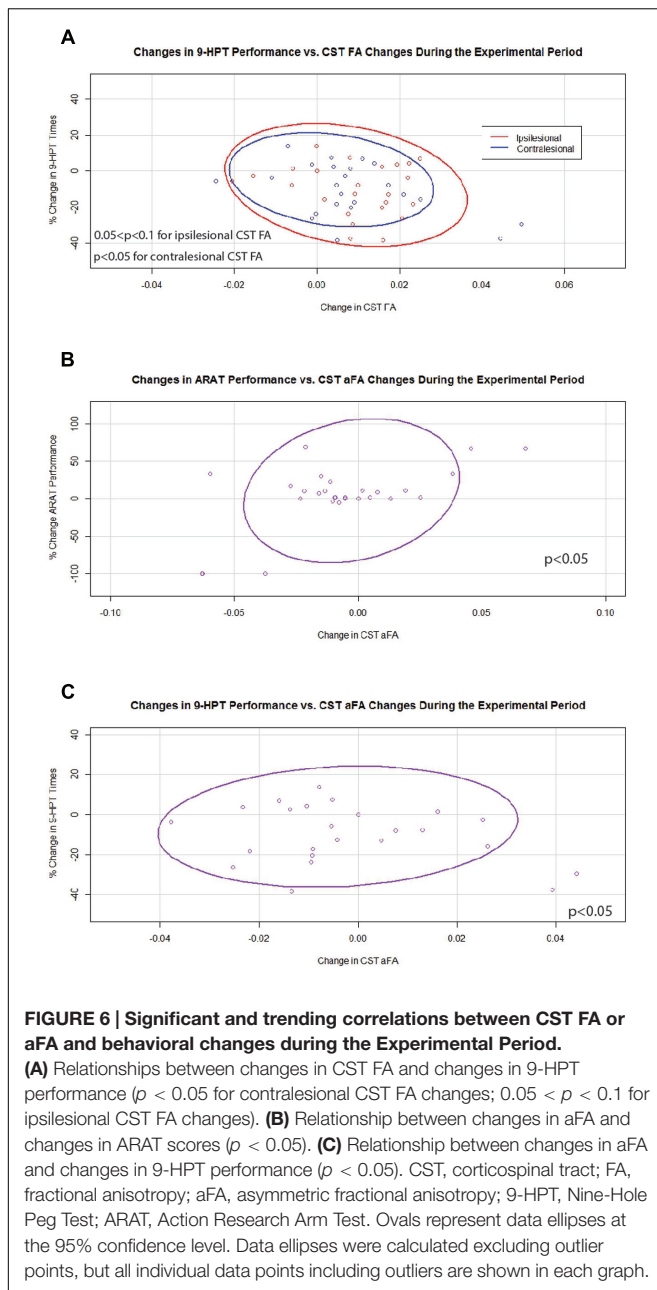 A
Changes in 9-HPT Performance vs. CST FA Changes During the Experimental Period
% Change in 9-HPT Times
40
20
0
-20
-40
Ipsilesional
Contralesional
0.05<p<0.1 for ipsilesional CST FA
p<0.05 for contralesional CST FA
-0.04 -0.02 0.00 0.02 0.04 0.06
Change in CST FA
B
Changes in ARAT Performance vs. CST aFA Changes During the Experimental Period
% Change ARAT Performance
100
50
0
-50
-100
p<0.05
-0.10 -0.05 0.00 0.05 0.10
Change in CST aFA
C
Changes in 9-HPT Performance vs. CST aFA Changes During the Experimental Period
% Change in 9-HPT Times
40
20
0
-20
40
p<0.05
-0.04 -0.02 0.00 0.02 0.04
Change in CST aFA
FIGURE 6 | Significant and trending correlations between CST FA or
aFA and behavioral changes during the Experimental Period.
(A) Relationships between changes in CST FA and changes in 9-HPT
performance (p < 0.05 for contralesional CST FA changes; 0.05 < p < 0.1 for
ipsilesional CST FA changes). (B) Relationship between changes in aFA and
changes in ARAT scores (p < 0.05). (C) Relationship between changes in aFA
and changes in 9-HPT performance (p < 0.05). CST, corticospinal tract; FA,
fractional anisotropy; aFA, asymmetric fractional anisotropy; 9-HPT, Nine-Hole
Peg Test; ARAT, Action Research Arm Test. Ovals represent data ellipses at
the 95% confidence level. Data ellipses were calculated excluding outlier
points, but all individual data points including outliers are shown in each graph.